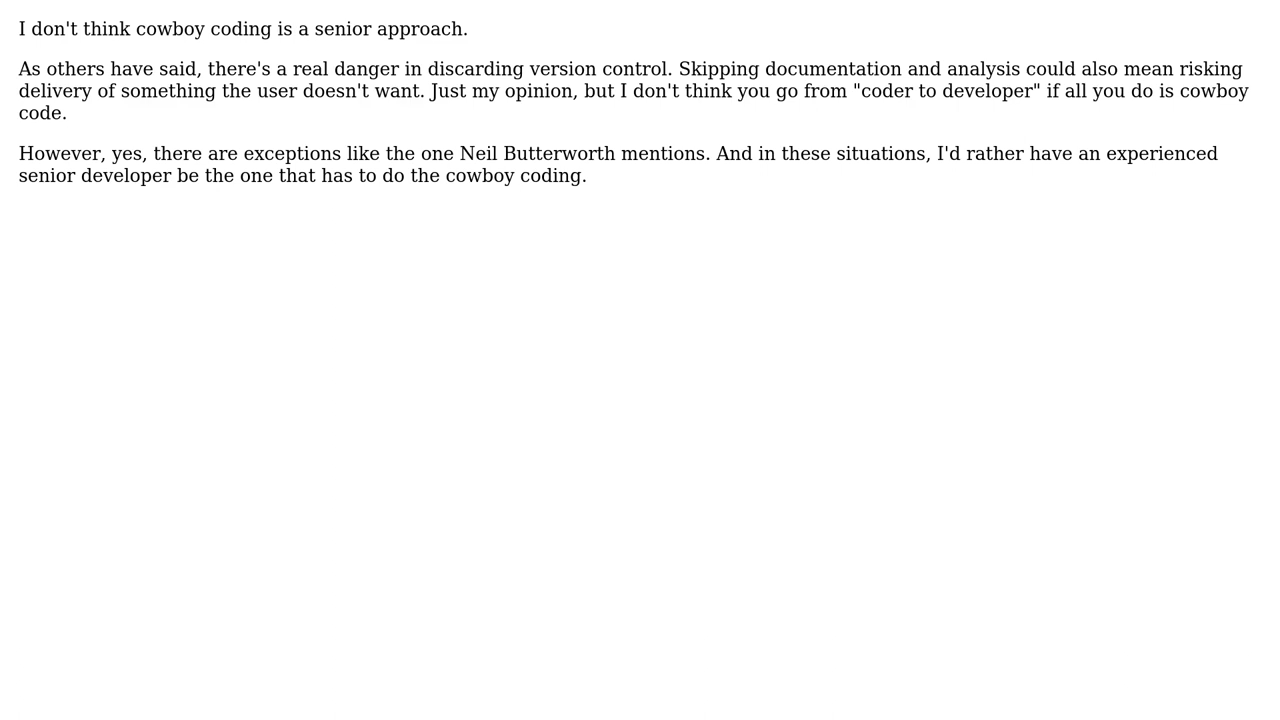 I don't think cowboy coding is a senior approach.
As others have said, there's a real danger in discarding version control. Skipping documentation and analysis could also mean risking
delivery of something the user doesn't want. Just my opinion, but I don't think you go from "coder to developer" if all you do is cowboy
code.
However, yes, there are exceptions like the one Neil Butterworth mentions. And in these situations, I'd rather have an experienced
senior developer be the one that has to do the cowboy coding.